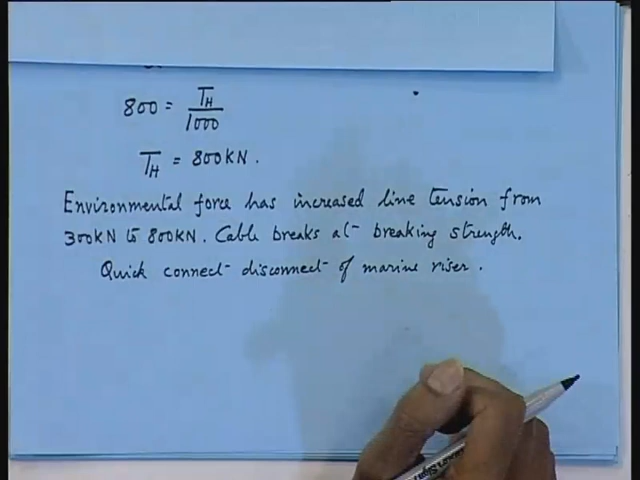 800 = T_H / 1000
T_H = 800KN.
Environmental force has increased line tension from
300KN to 800KN. Cable breaks at breaking strength.
Quick connect disconnect of marine riser.